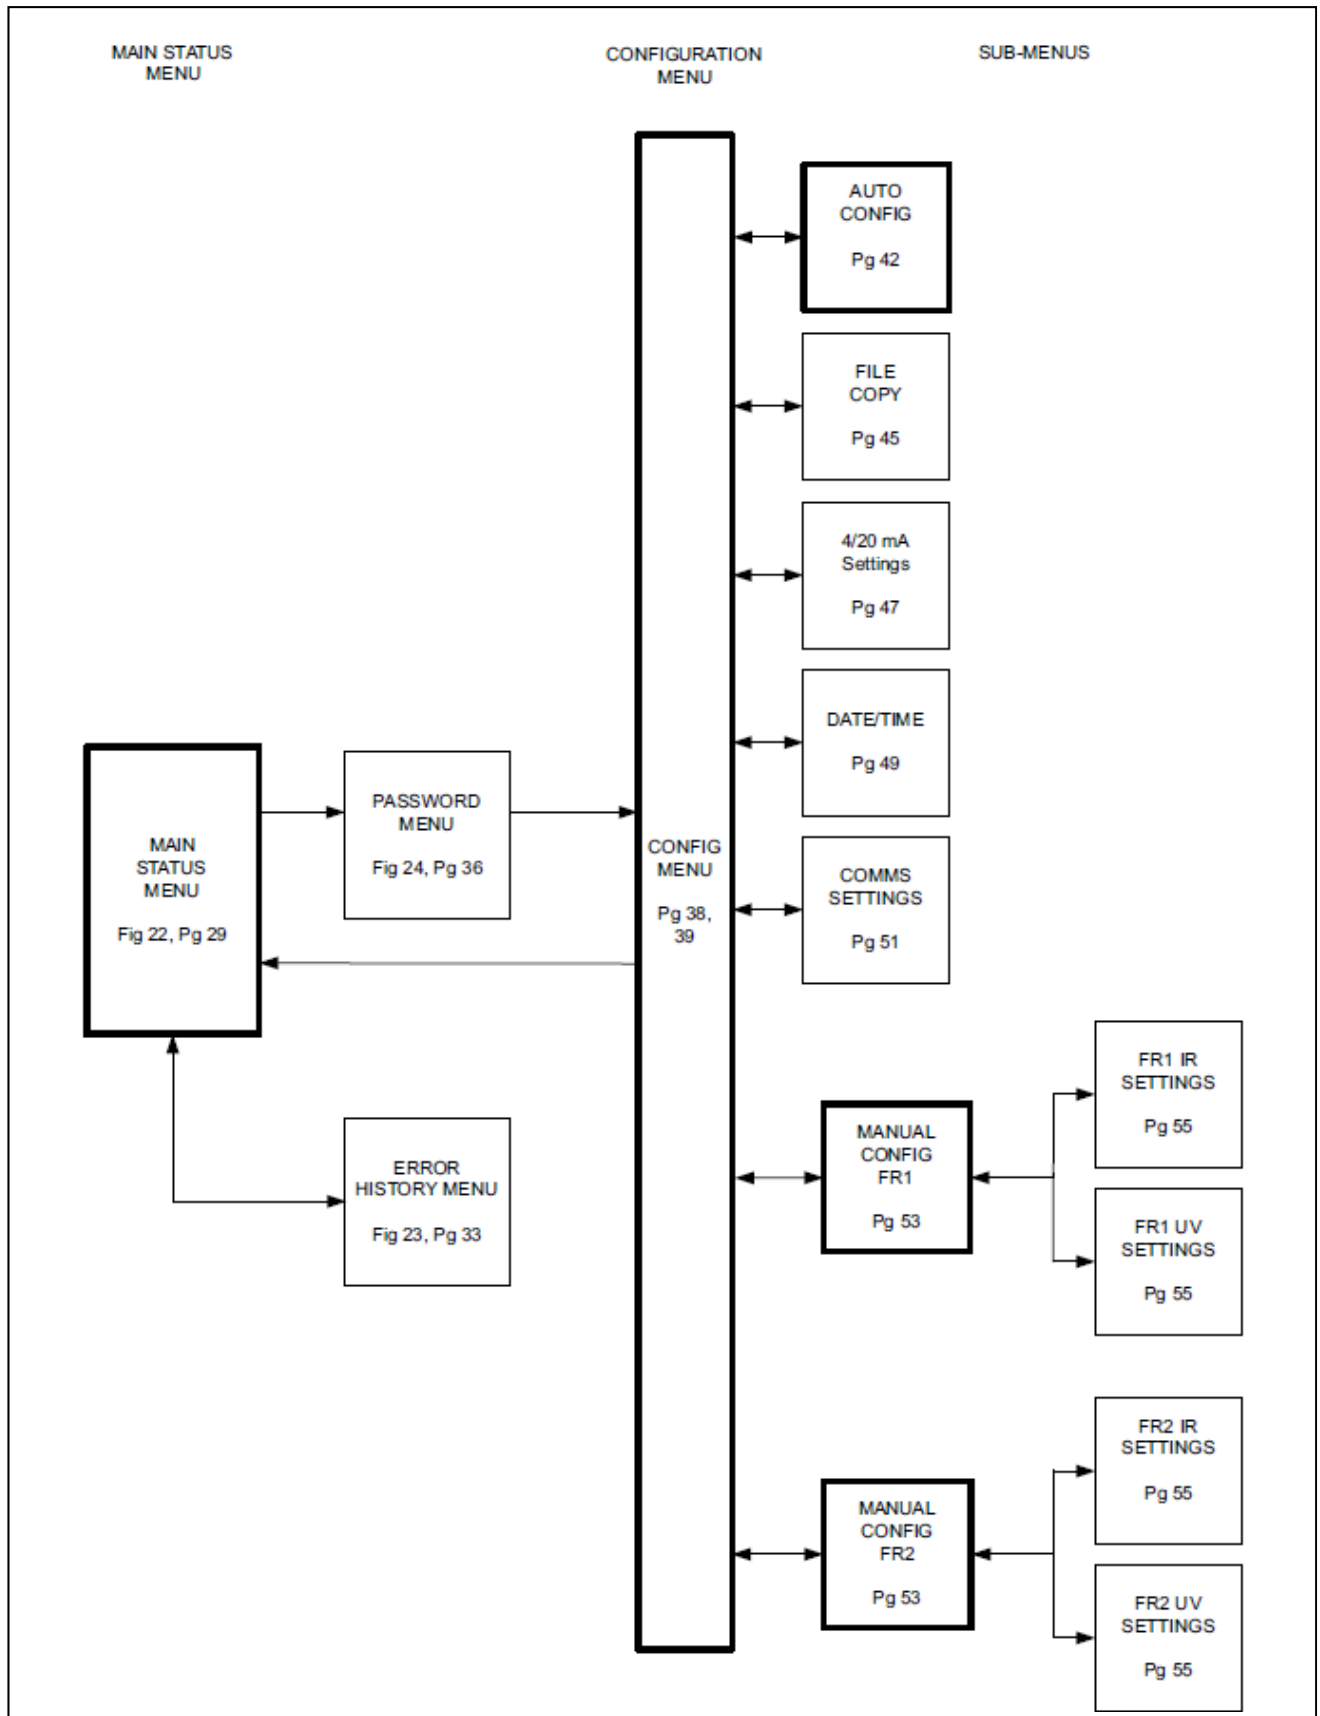 MAIN STATUS
MENU
CONFIGURATION
MENU
SUB-MENUS
AUTO
CONFIG
Pg 42
FILE
COPY
Pg 45
4/20 mA
Settings
Pg 47
DATE/TIME
Pg 49
COMMS
SETTINGS
Pg 51
MAIN
STATUS
MENU
Fig 22, Pg 29
PASSWORD
MENU
Fig 24, Pg 36
CONFIG
MENU
Pg 38,
39
ERROR
HISTORY MENU
Fig 23, Pg 33
MANUAL
CONFIG
FR1
Pg 53
FR1 IR
SETTINGS
Pg 55
FR1 UV
SETTINGS
Pg 55
MANUAL
CONFIG
FR2
Pg 53
FR2 IR
SETTINGS
Pg 55
FR2 UV
SETTINGS
Pg 55